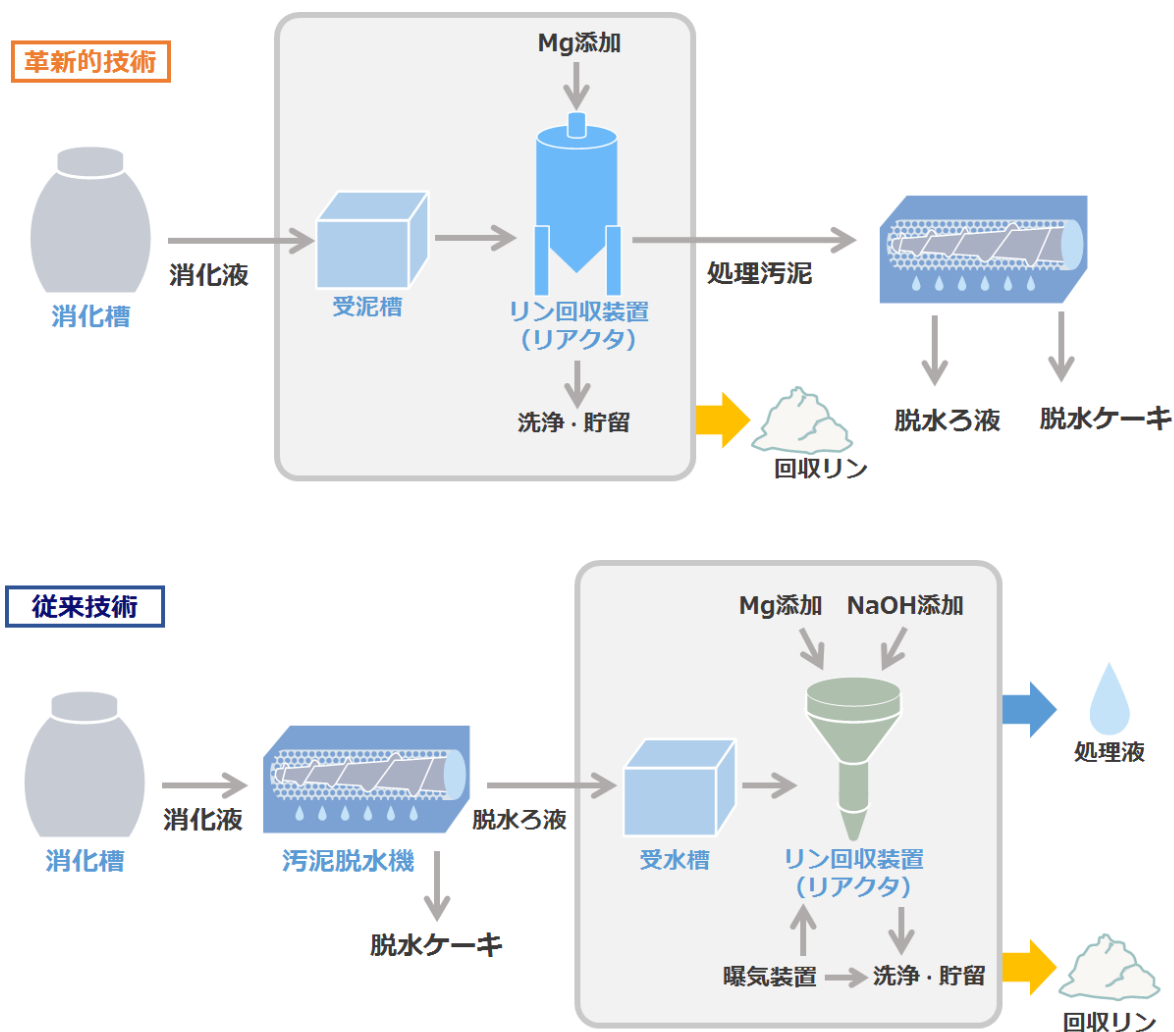 革新的技術
Mg添加
消化液
消化槽
受泥槽
リン回収装置
（リアクタ）
洗浄・貯留
処理汚泥
脱水ろ液
脱水ケーキ
回収リン
従来技術
Mg添加
NaOH添加
消化液
消化槽
汚泥脱水機
脱水ろ液
脱水ケーキ
受水槽
リン回収装置
（リアクタ）
曝気装置
洗浄・貯留
処理液
回収リン